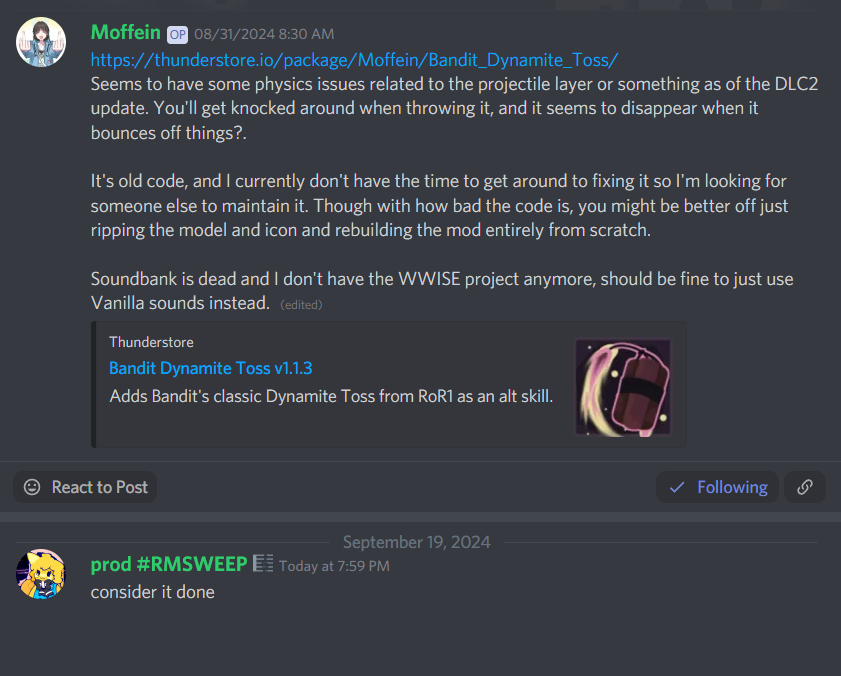 Moffein OP 08/31/2024 8:30 AM
https://thunderstore.io/package/Moffein/Bandit_Dynamite_Toss/
Seems to have some physics issues related to the projectile layer or something as of the DLC2
update. You'll get knocked around when throwing it, and it seems to disappear when it
bounces off things?.
It's old code, and I currently don't have the time to get around to fixing it so I'm looking for
someone else to maintain it. Though with how bad the code is, you might be better off just
ripping the model and icon and rebuilding the mod entirely from scratch.
Soundbank is dead and I don't have the WWISE project anymore, should be fine to just use
Vanilla sounds instead. (edited)
Thunderstore
Bandit Dynamite Toss v1.1.3
Adds Bandit's classic Dynamite Toss from RoR1 as an alt skill.
React to Post
Following
September 19, 2024
prod #RMSWEEP Today at 7:59 PM
consider it done